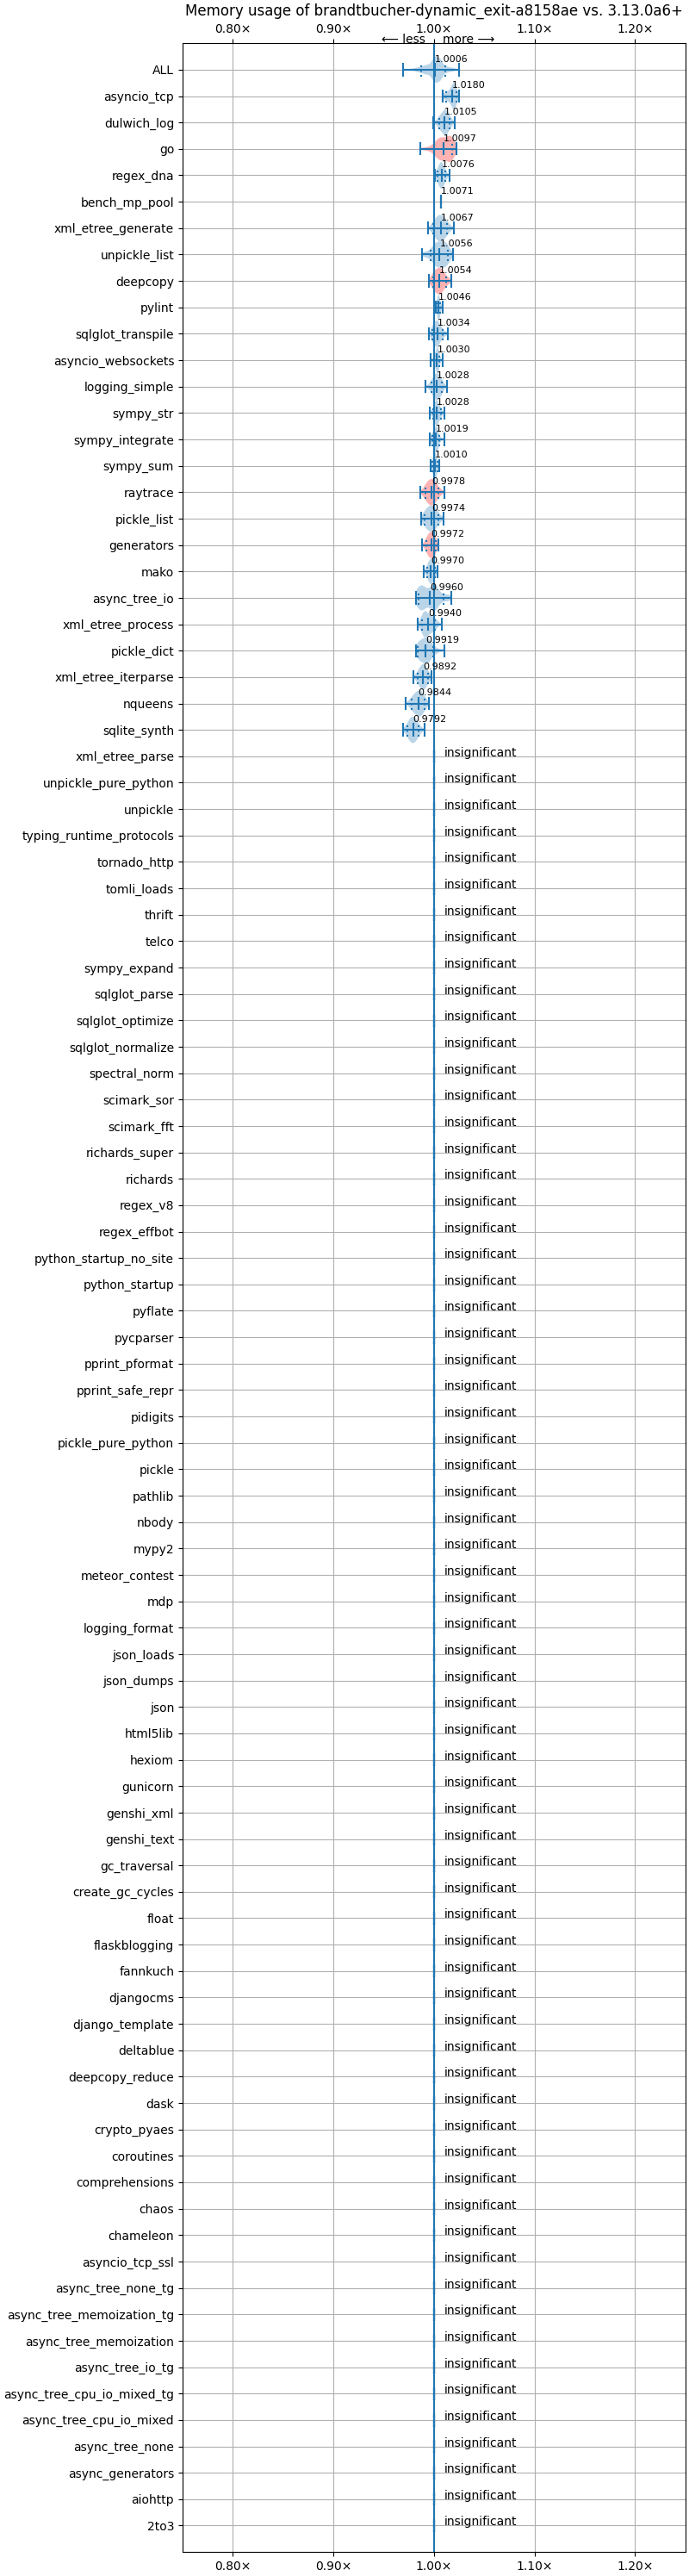 Memory usage of brandtbucher-dynamic_exit-a8158ae vs. 3.13.0a6+
0.80× 0.90× 1.00× 1.10× 1.20×
⟵ less more ⟶
ALL 1.0006
asyncio_tcp 1.0180
dulwich_log 1.0105
go 1.0097
regex_dna 1.0076
bench_mp_pool 1.0071
xml_etree_generate 1.0067
unpickle_list 1.0056
deepcopy 1.0054
pylint 1.0046
sqlglot_transpile 1.0034
asyncio_websockets 1.0030
logging_simple 1.0028
sympy_str 1.0028
sympy_integrate 1.0019
sympy_sum 1.0010
raytrace 0.9978
pickle_list 0.9974
generators 0.9972
mako 0.9970
async_tree_io 0.9960
xml_etree_process 0.9940
pickle_dict 0.9919
xml_etree_iterparse 0.9892
nqueens 0.9844
sqlite_synth 0.9792
xml_etree_parse insignificant
unpickle_pure_python insignificant
unpickle insignificant
typing_runtime_protocols insignificant
tornado_http insignificant
tomli_loads insignificant
thrift insignificant
telco insignificant
sympy_expand insignificant
sqlglot_parse insignificant
sqlglot_optimize insignificant
sqlglot_normalize insignificant
spectral_norm insignificant
scimark_sor insignificant
scimark_fft insignificant
richards_super insignificant
richards insignificant
regex_v8 insignificant
regex_effbot insignificant
python_startup_no_site insignificant
python_startup insignificant
pyflate insignificant
pycparser insignificant
pprint_pformat insignificant
pprint_safe_repr insignificant
pidigits insignificant
pickle_pure_python insignificant
pickle insignificant
pathlib insignificant
nbody insignificant
mypy2 insignificant
meteor_contest insignificant
mdp insignificant
logging_format insignificant
json_loads insignificant
json_dumps insignificant
json insignificant
html5lib insignificant
hexiom insignificant
gunicorn insignificant
genshi_xml insignificant
genshi_text insignificant
gc_traversal insignificant
create_gc_cycles insignificant
float insignificant
flaskblogging insignificant
fannkuch insignificant
djangocms insignificant
django_template insignificant
deltablue insignificant
deepcopy_reduce insignificant
dask insignificant
crypto_pyaes insignificant
coroutines insignificant
comprehensions insignificant
chaos insignificant
chameleon insignificant
asyncio_tcp_ssl insignificant
async_tree_none_tg insignificant
async_tree_memoization_tg insignificant
async_tree_memoization insignificant
async_tree_io_tg insignificant
async_tree_cpu_io_mixed_tg insignificant
async_tree_cpu_io_mixed insignificant
async_tree_none insignificant
async_generators insignificant
aiohttp insignificant
2to3 insignificant
0.80× 0.90× 1.00× 1.10× 1.20×